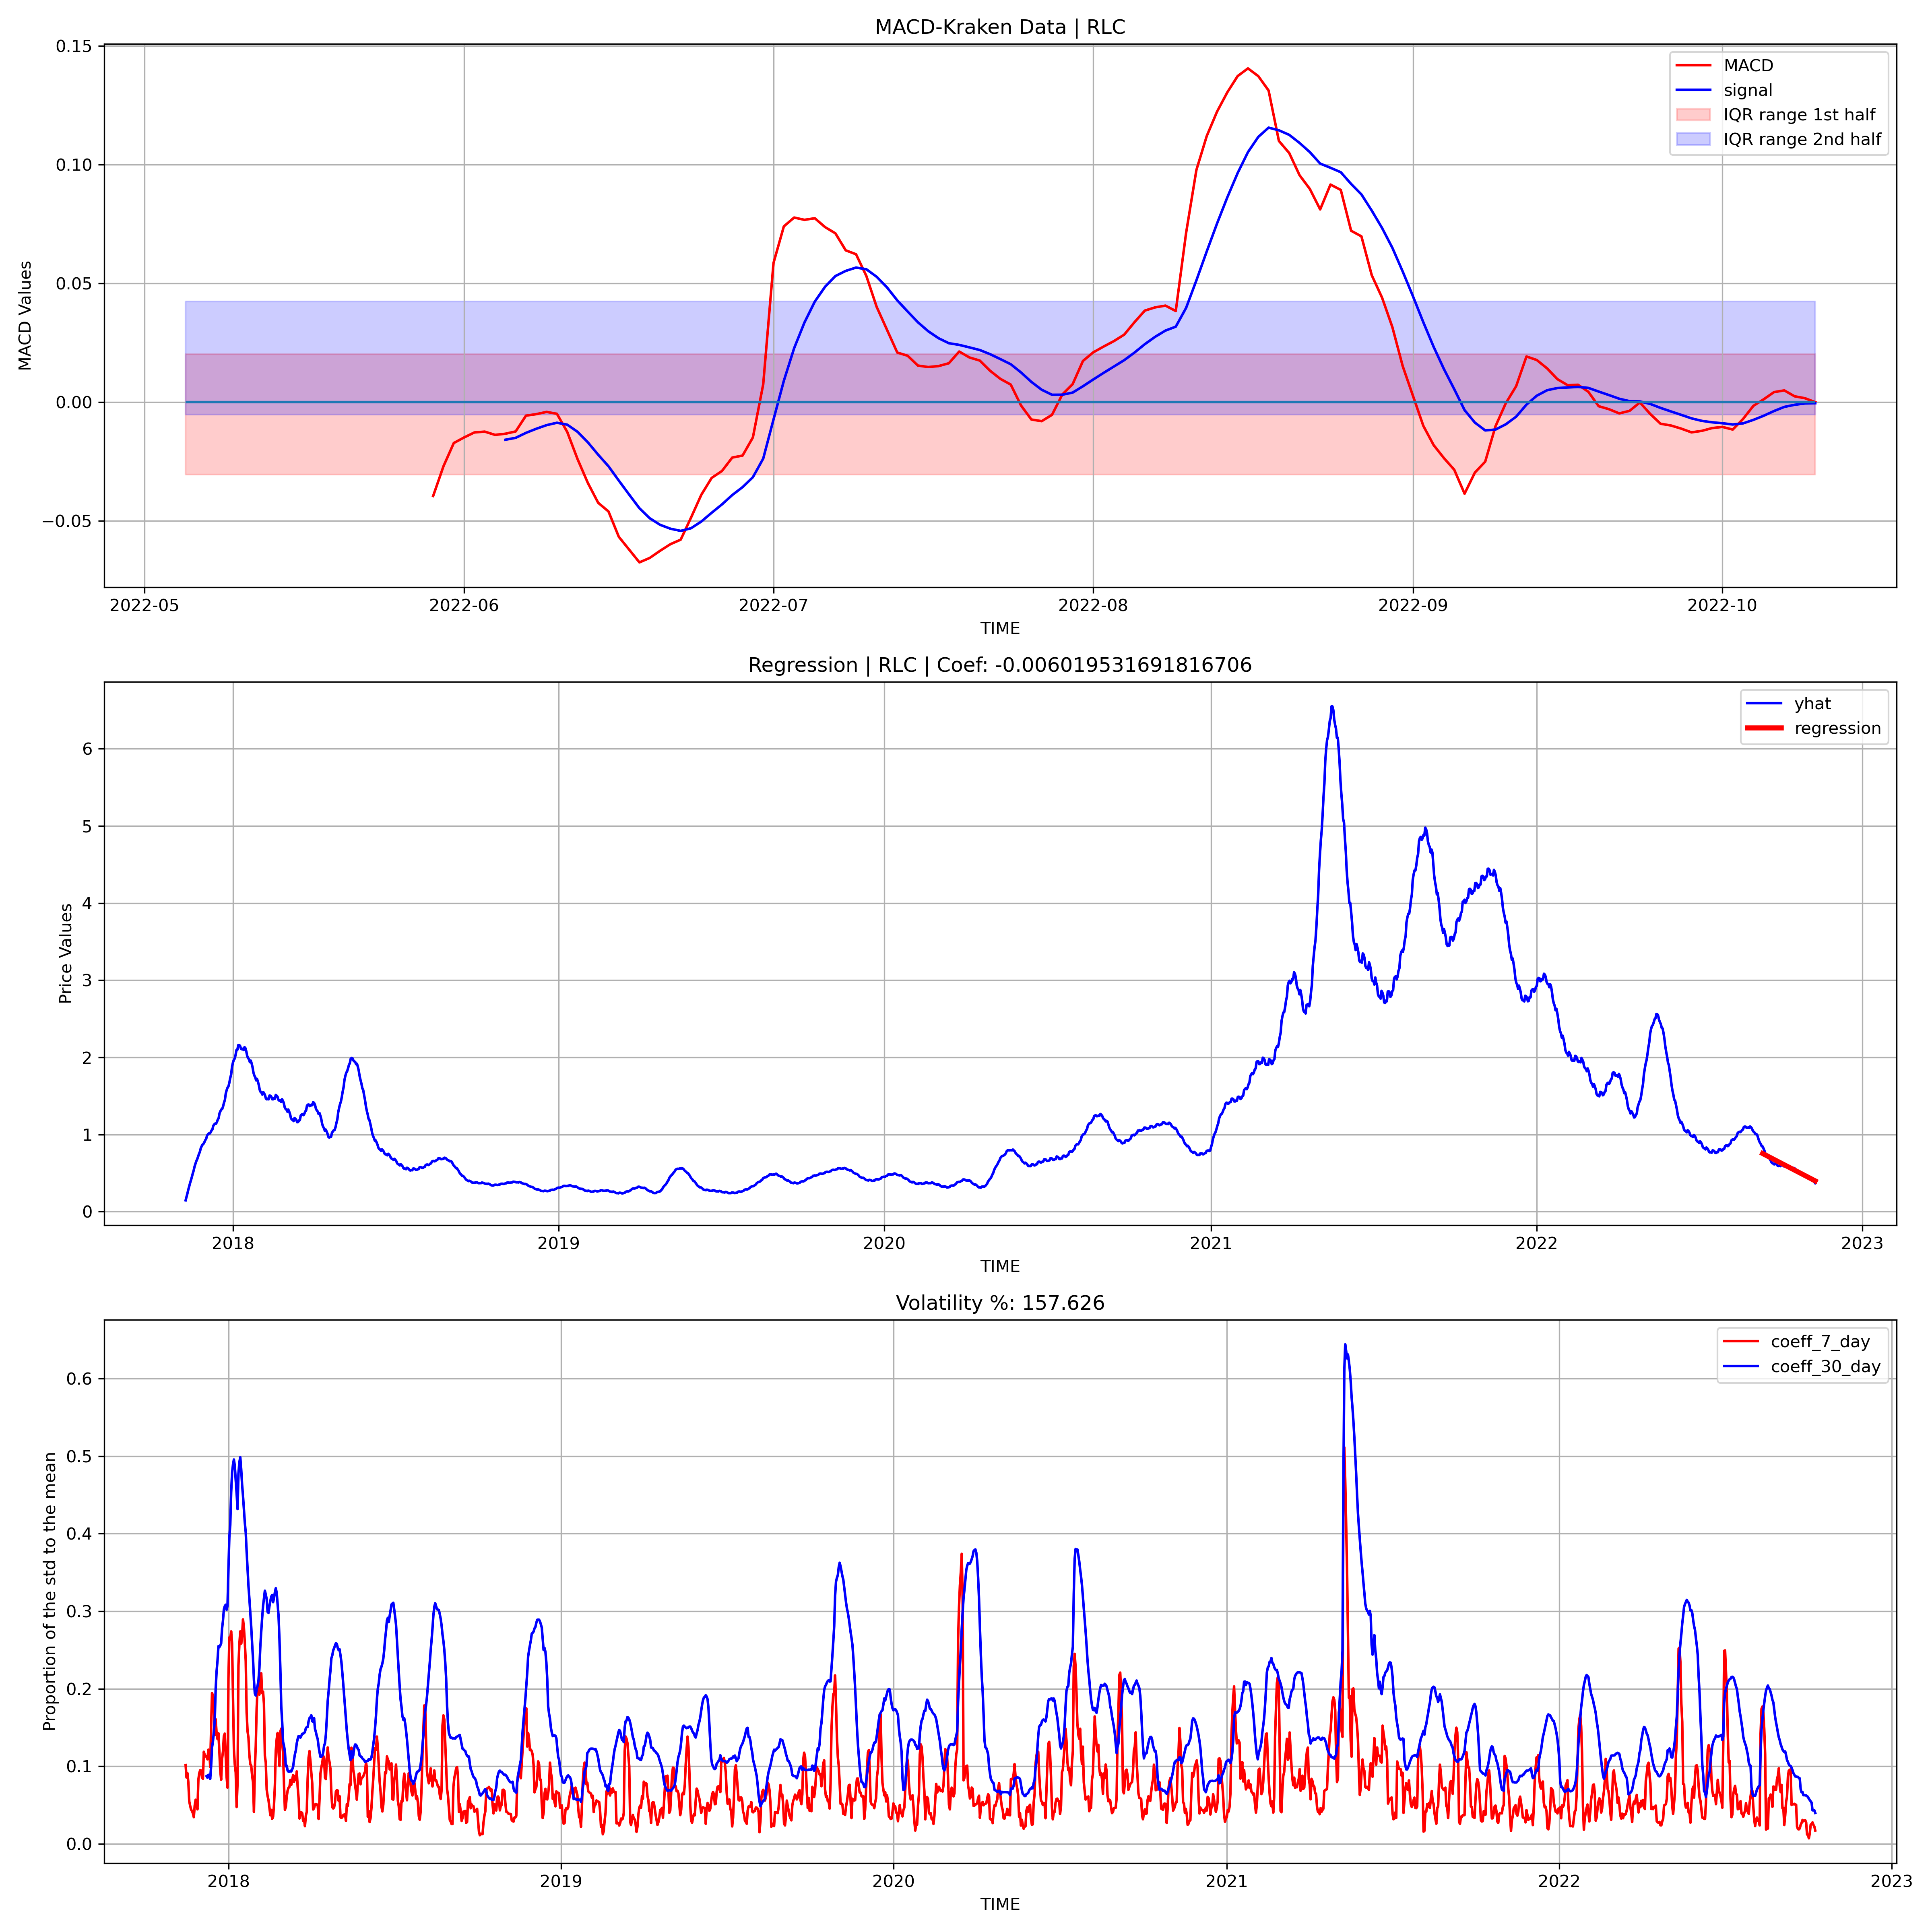 MACD-Kraken Data | RLC
MACD Values
0.15
0.10
0.05
0.00
−0.05
MACD
signal
IQR range 1st half
IQR range 2nd half
2022-05 2022-06 2022-07 2022-08 2022-09 2022-10
TIME
Regression | RLC | Coef: -0.006019531691816706
Price Values
6
5
4
3
2
1
0
yhat
regression
2018 2019 2020 2021 2022 2023
TIME
Volatility %: 157.626
Proportion of the std to the mean
0.6
0.5
0.4
0.3
0.2
0.1
0.0
coeff_7_day
coeff_30_day
2018 2019 2020 2021 2022 2023
TIME